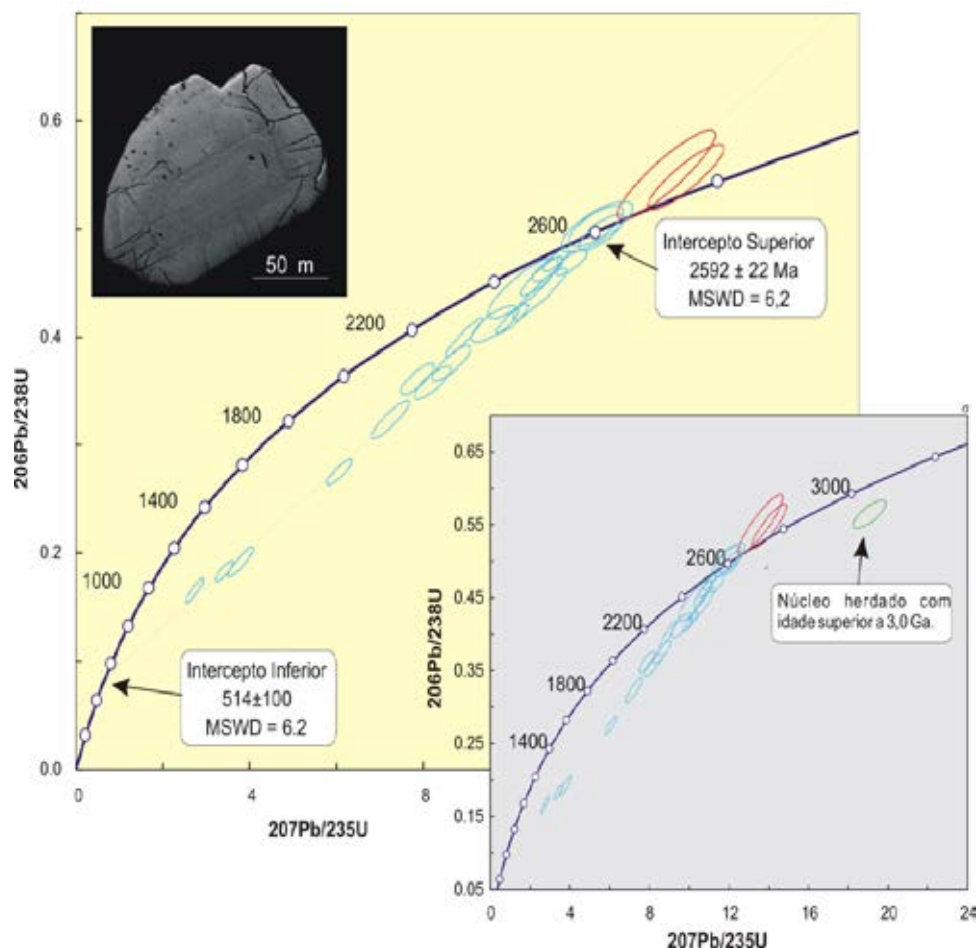 50 m
0.6
2600
Intercepto Superior
2592 ± 22 Ma
MSWD = 6,2
2200
0.4
206Pb/238U
1800
1400
0.2
1000
Intercepto Inferior
514±100
MSWD = 6.2
0.0
0
4
8
207Pb/235U
0.65
3000
0.55
2600
Núcleo herdado com
idade superior a 3,0 Ga.
0.45
2200
206Pb/238U
0.35
1800
0.25
1400
0.15
0.05
0
4
8
12
16
20
24
207Pb/235U